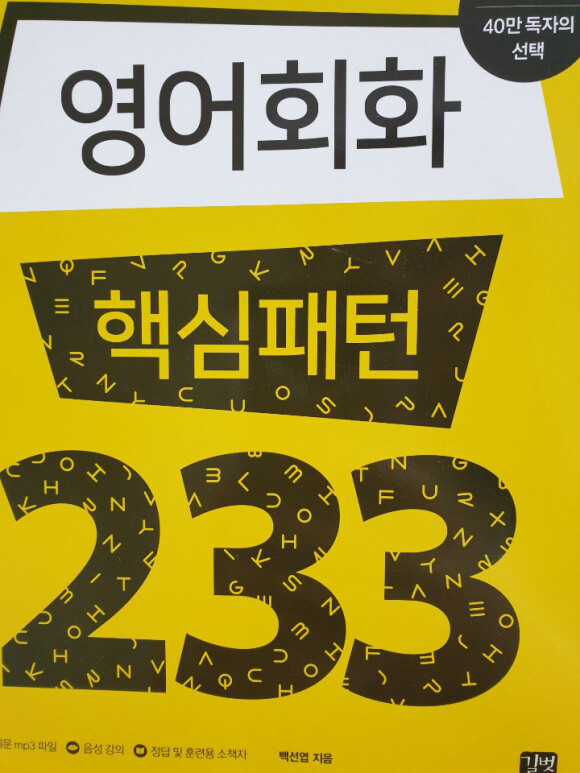 40만 독자의
선택
영어회화
핵심패턴
233
mp3 파일 음성 강의 정답 및 훈련용 소책자 백선엽 지음
길벗